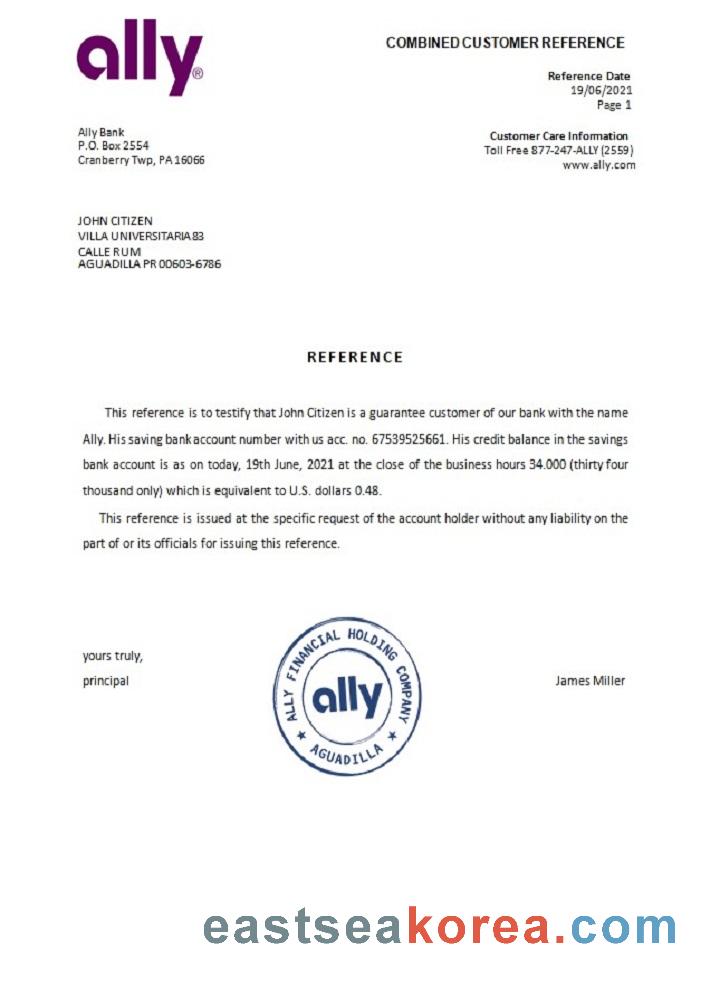 ally®
COMBINED CUSTOMER REFERENCE
Reference Date
19/06/2021
Page 1
Ally Bank
P.O. Box 2554
Cranberry Twp, PA 16066
Customer Care Information
Toll Free 877-247-ALLY (2559)
www.ally.com
JOHN CITIZEN
VILLA UNIVERSITARIA 83
CALLE RUM
AGUADILLA PR 00603-6786
REFERENCE
This reference is to testify that John Citizen is a guarantee customer of our bank with the name
Ally. His saving bank account number with us acc. no. 67539525661. His credit balance in the savings
bank account is as on today, 19th June, 2021 at the close of the business hours 34.000 (thirty four
thousand only) which is equivalent to U.S. dollars 0.48.
This reference is issued at the specific request of the account holder without any liability on the
part of or its officials for issuing this reference.
yours truly,
principal
ALLY FINANCIAL HOLDING COMPANY
ally
★ AGUADILLA ★
James Miller
eastseakorea.com